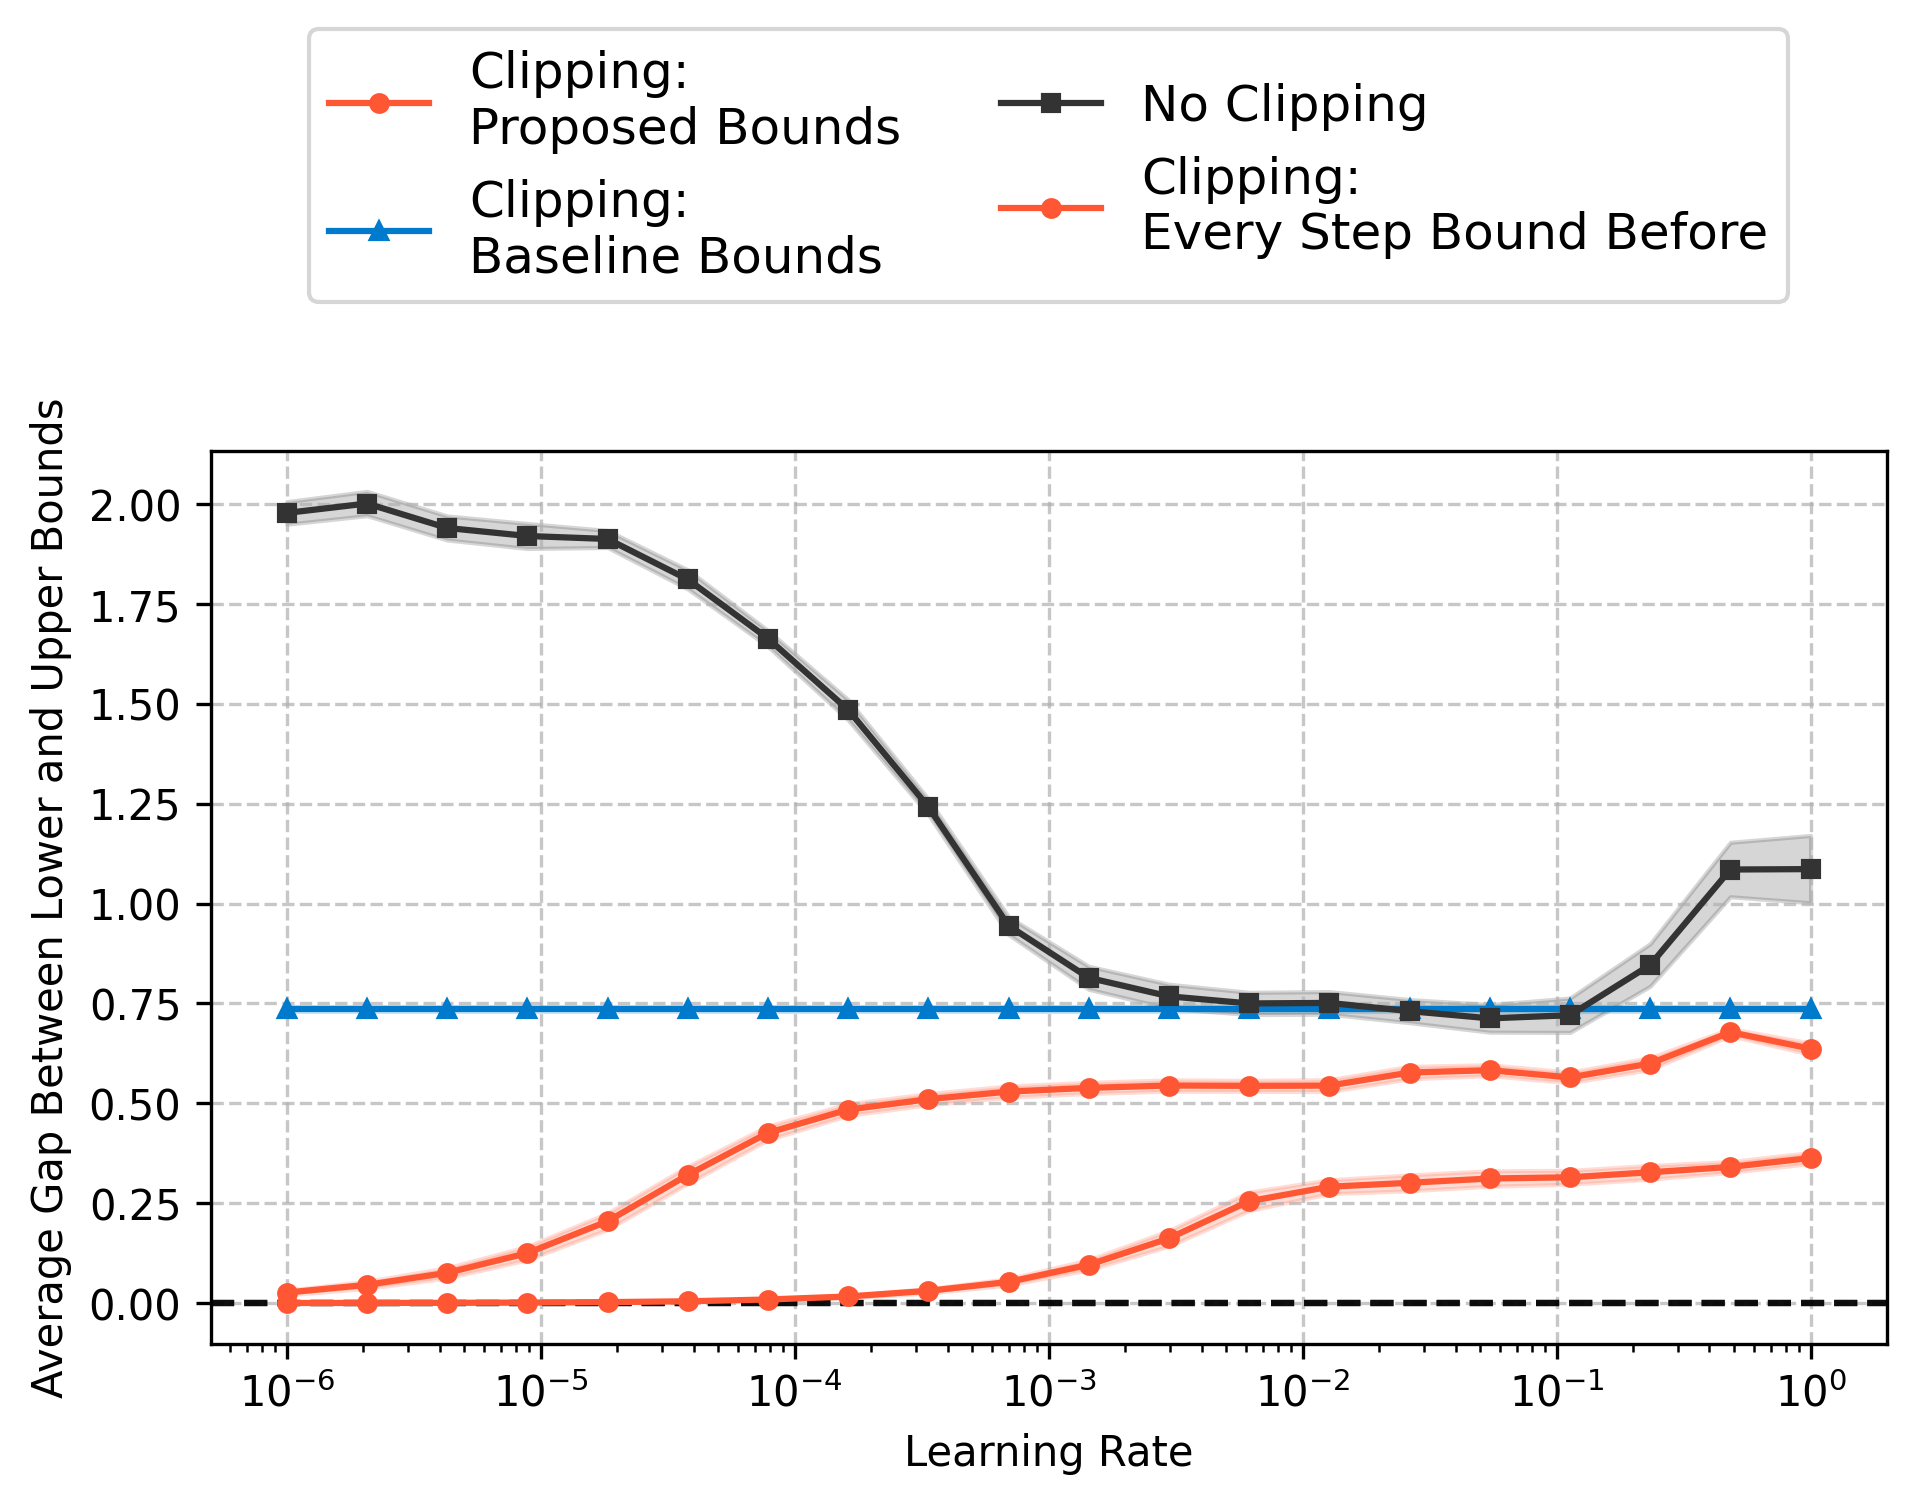 Clipping:
Proposed Bounds
Clipping:
Baseline Bounds
No Clipping
Clipping:
Every Step Bound Before
Average Gap Between Lower and Upper Bounds
2.00
1.75
1.50
1.25
1.00
0.75
0.50
0.25
0.00
10⁻⁶
10⁻⁵
10⁻⁴
10⁻³
10⁻²
10⁻¹
10⁰
Learning Rate